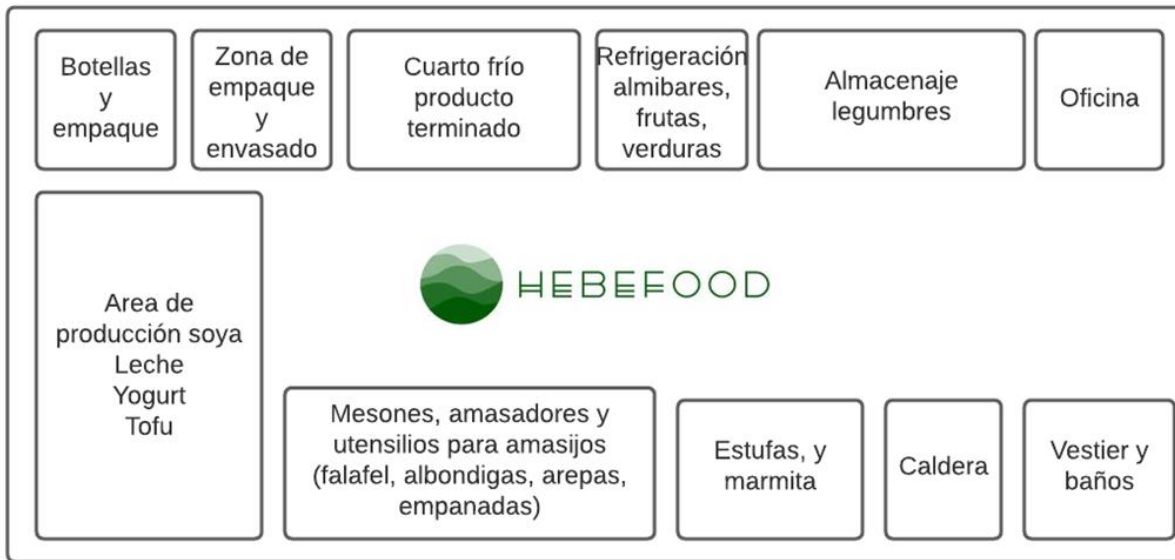 Botellas
y
empaque
Zona de
empaque
y
envasado
Cuarto frío
producto
terminado
Refrigeración
almibares,
frutas,
verduras
Almacenaje
legumbres
Oficina
Area de
producción soya
Leche
Yogurt
Tofu
HEBEFOOD
Mesones, amasadores y
utensilios para amasijos
(falafel, albondigas, arepas,
empanadas)
Estufas, y
marmita
Caldera
Vestier y
baños